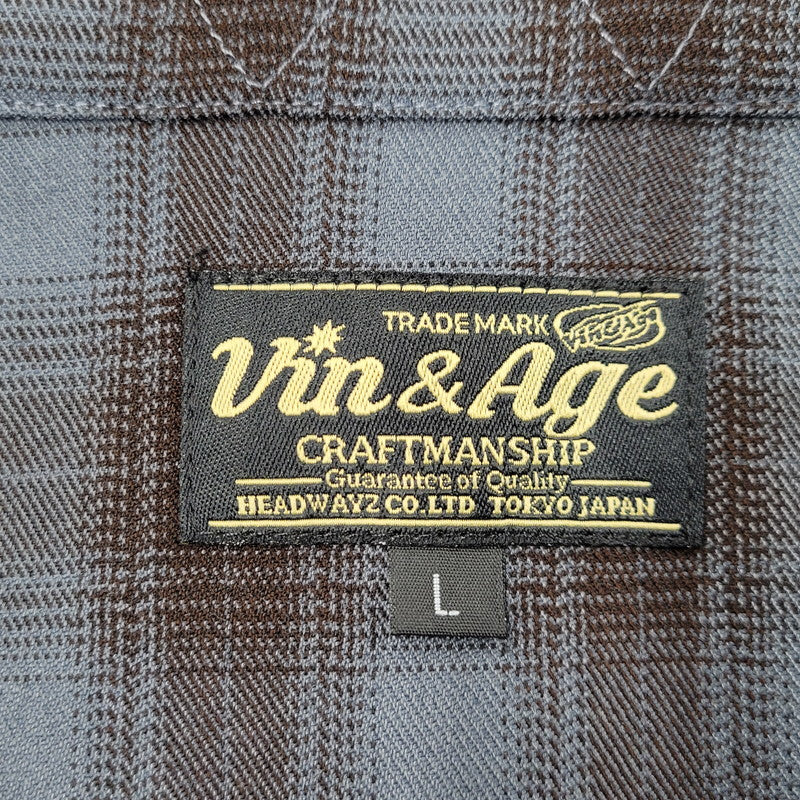 TRADE MARK
Vin & Age
CRAFTMANSHIP
Guarantee of Quality
HEADWAYZ CO.LTD TOKYO JAPAN
L